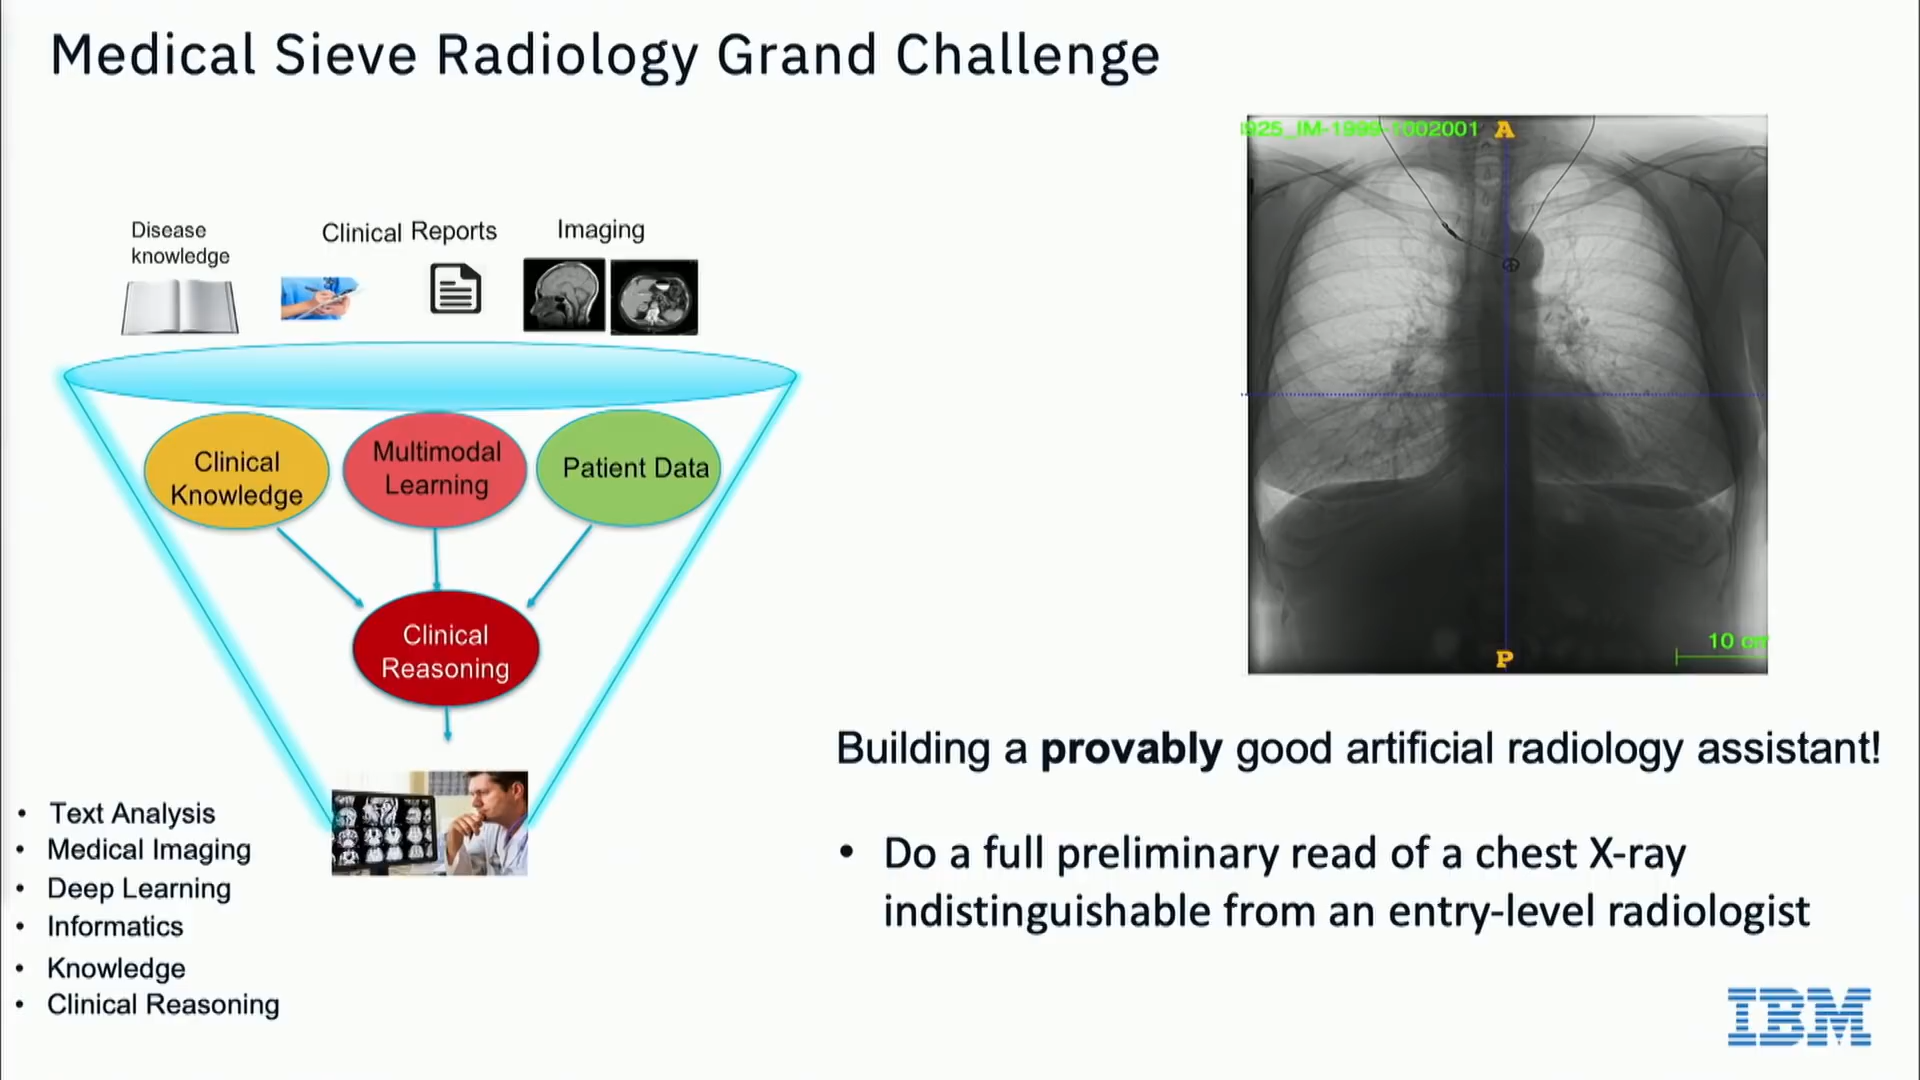 Medical Sieve Radiology Grand Challenge
Disease
knowledge
Clinical Reports
Imaging
Clinical
Knowledge
Multimodal
Learning
Patient Data
Clinical
Reasoning
• Text Analysis
• Medical Imaging
• Deep Learning
• Informatics
• Knowledge
• Clinical Reasoning
A
10 cm
P
Building a provably good artificial radiology assistant!
• Do a full preliminary read of a chest X-ray
indistinguishable from an entry-level radiologist
IBM